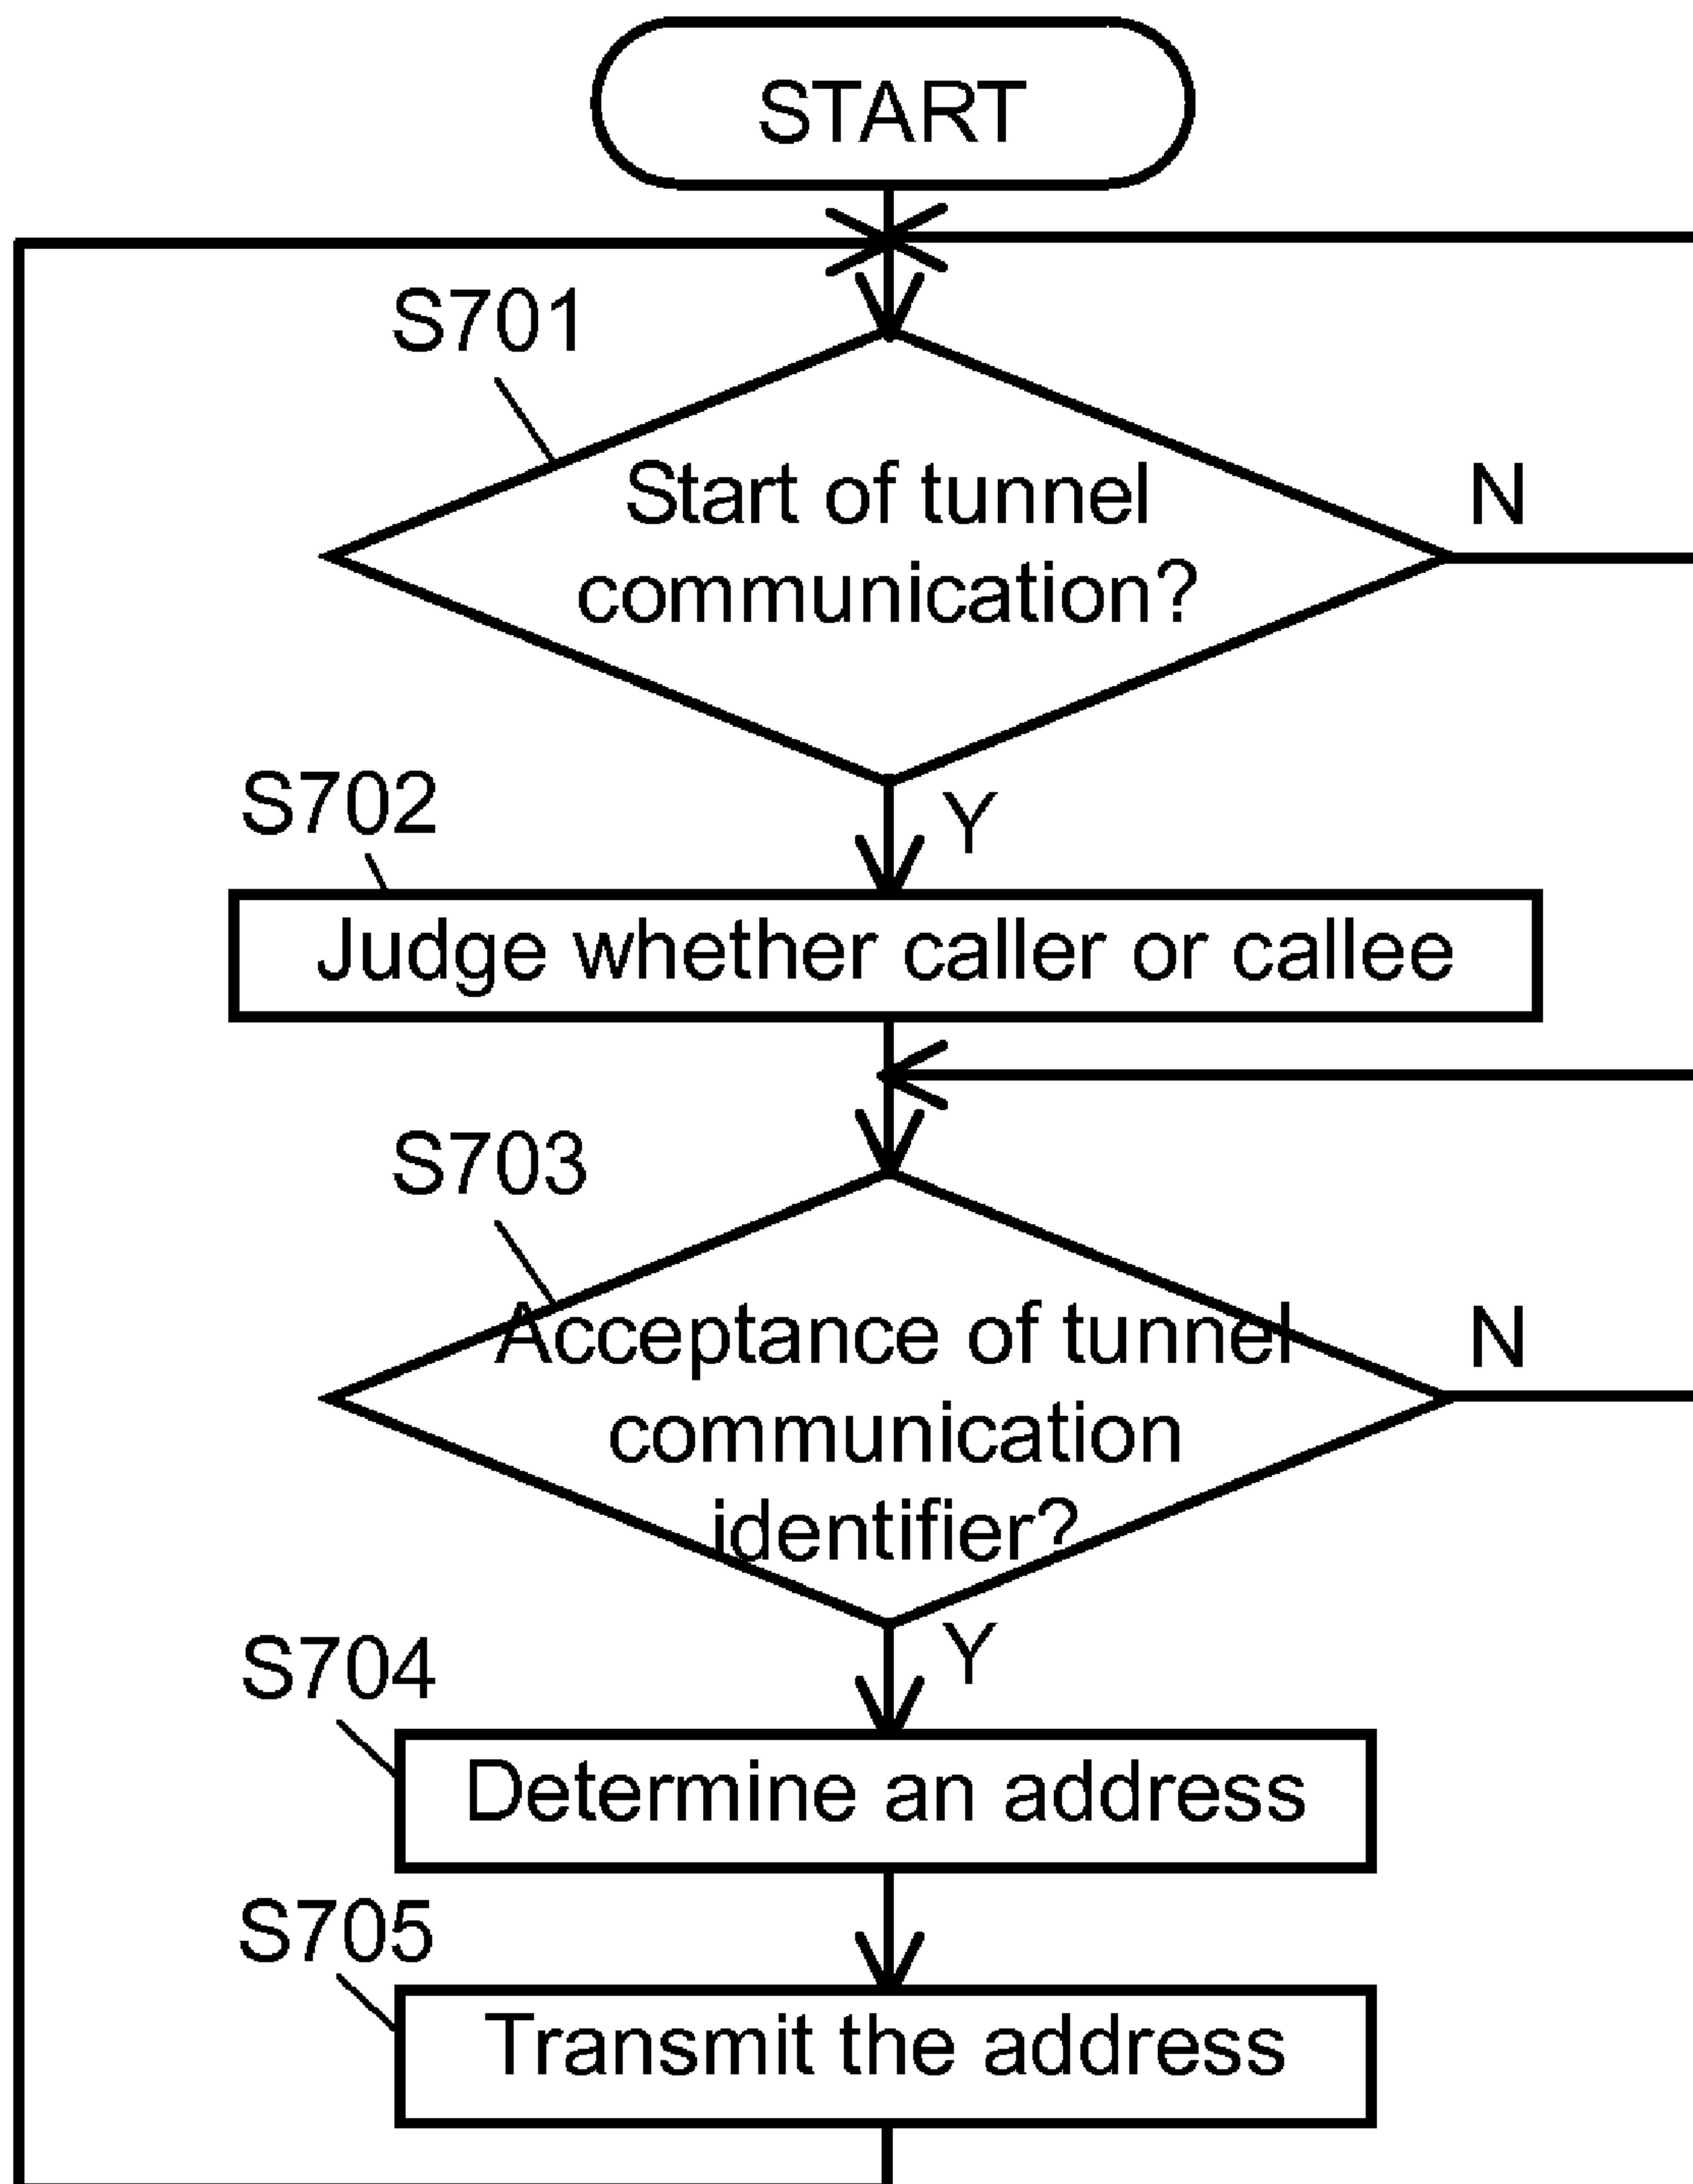 START
S701
Start of tunnel
communication?
N
Y
S702
Judge whether caller or callee
S703
Acceptance of tunnel
communication
identifier?
N
Y
S704
Determine an address
S705
Transmit the address